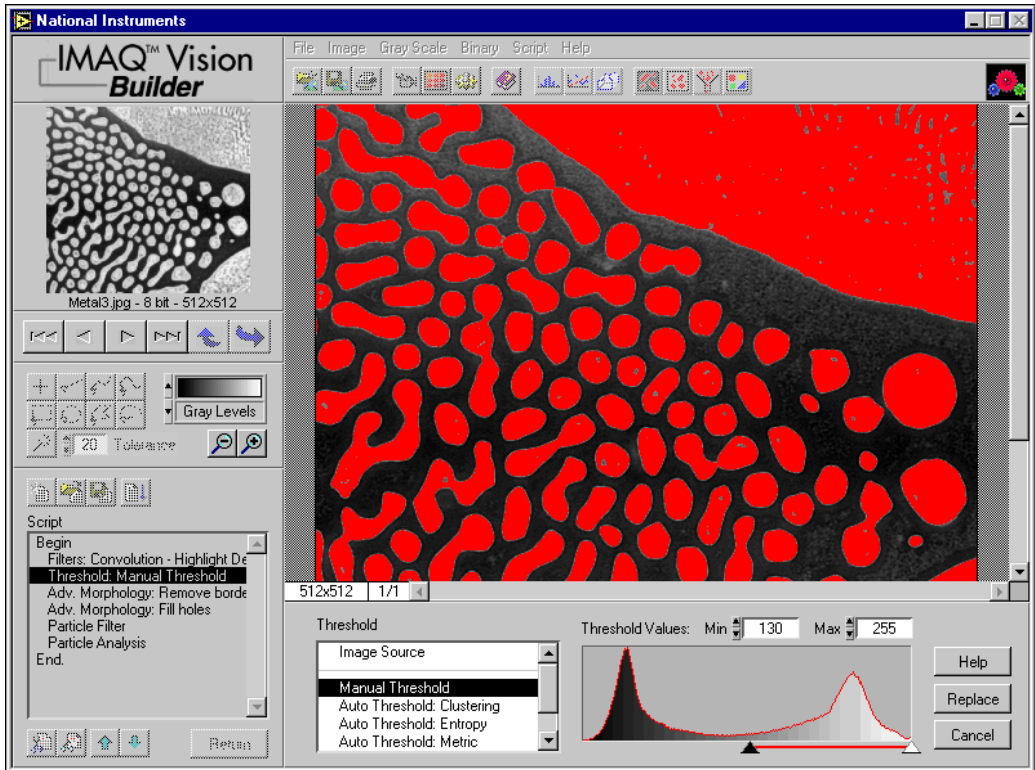 National Instruments
IMAQ™ Vision
Builder
File Image Gray Scale Binary Script Help
Metal3.jpg - 8 bit - 512x512
Gray Levels
20 Tolerance
Script
Begin
Filters: Convolution - Highlight De
Threshold: Manual Threshold
Adv. Morphology: Remove borde
Adv. Morphology: Fill holes
Particle Filter
Particle Analysis
End.
Return
512x512 1/1
Threshold
Image Source
Manual Threshold
Auto Threshold: Clustering
Auto Threshold: Entropy
Auto Threshold: Metric
Threshold Values: Min 130 Max 255
Help
Replace
Cancel